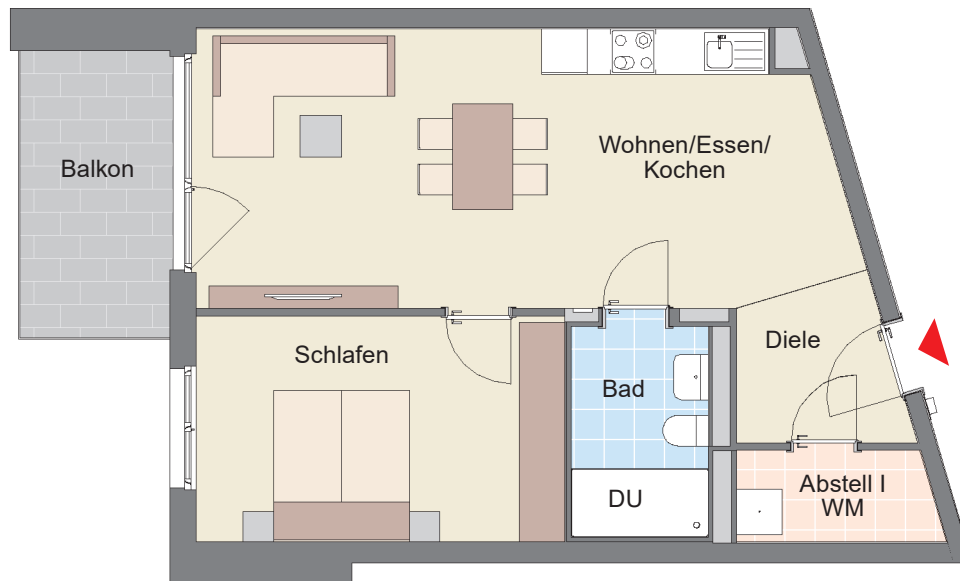 Balkon
Wohnen/Essen/
Kochen
Schlafen
Bad
Diele
DU
Abstell I
WM